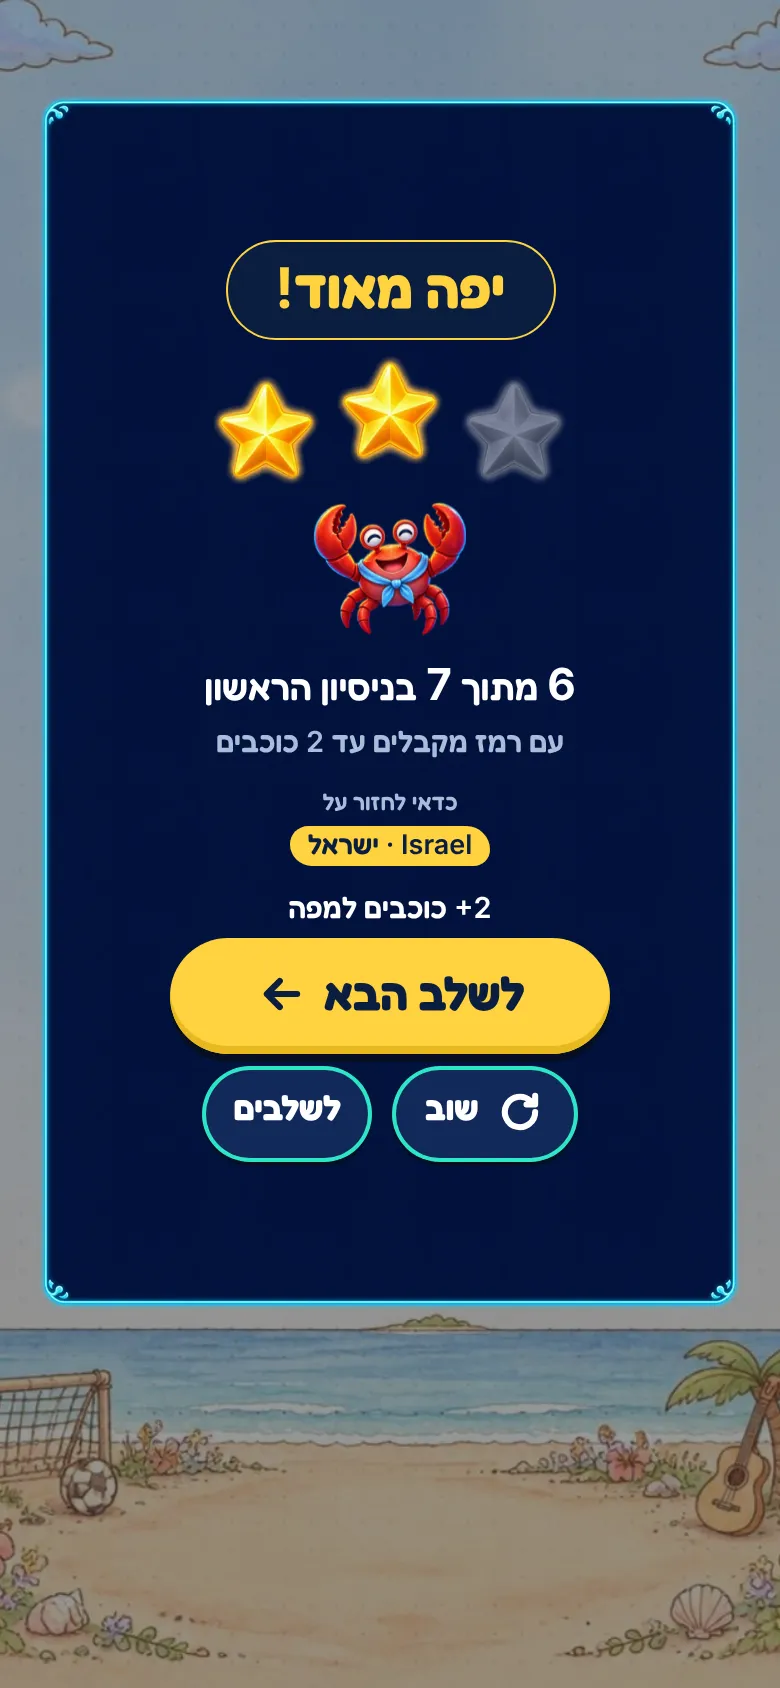 יפה מאוד!
6 מתוך 7 בניסיון הראשון
עם רמז מקבלים עד 2 כוכבים
כדאי לחזור על
Israel · ישראל
+2 כוכבים למפה
לשלב הבא ←
שוב
לשלבים